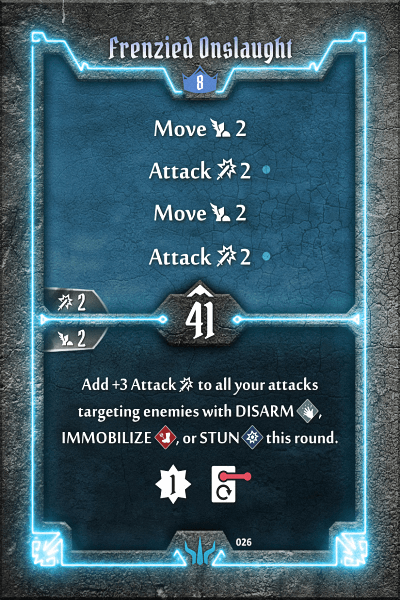 Frenzied Onslaught
8
Move 2
Attack 2
Move 2
Attack 2
2
41
2
Add +3 Attack to all your attacks
targeting enemies with DISARM ,
IMMOBILIZE , or STUN this round.
1
026